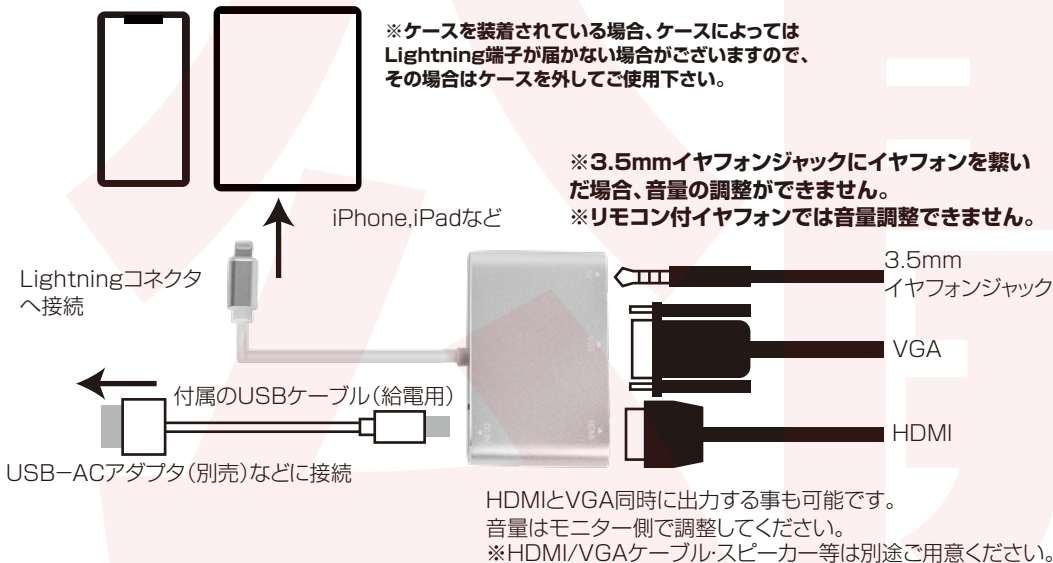 ※ケースを装着されている場合、ケースによっては
Lightning端子が届かない場合がございますので、
その場合はケースを外してご使用下さい。
※3.5mmイヤフォンジャックにイヤフォンを繋い
だ場合、音量の調整ができません。
※リモコン付イヤフォンでは音量調整できません。
iPhone,iPadなど
Lightningコネクタ
へ接続
3.5mm
イヤフォンジャック
VGA
付属のUSBケーブル（給電用）
HDMI
USB−ACアダプタ（別売）などに接続
HDMIとVGA同時に出力する事も可能です。
音量はモニター側で調整してください。
※HDMI/VGAケーブル・スピーカー等は別途ご用意ください。